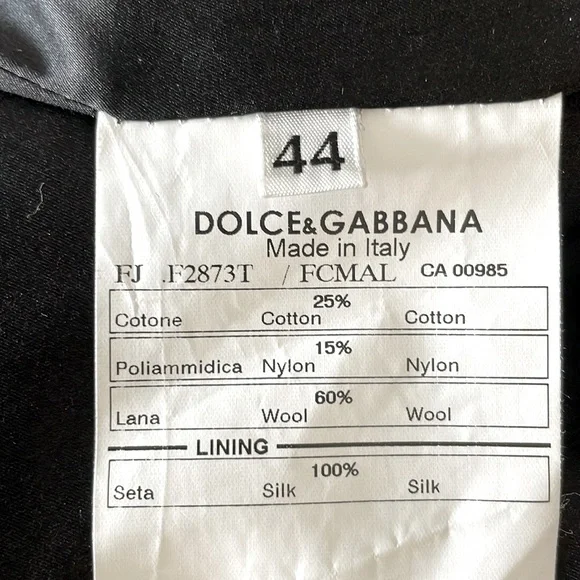 44
DOLCE&GABBANA
Made in Italy
FJ .F2873T / FCMAL CA 00985
25%
Cotone Cotton Cotton
15%
Poliammidica Nylon Nylon
60%
Lana Wool Wool
LINING
100%
Seta Silk Silk